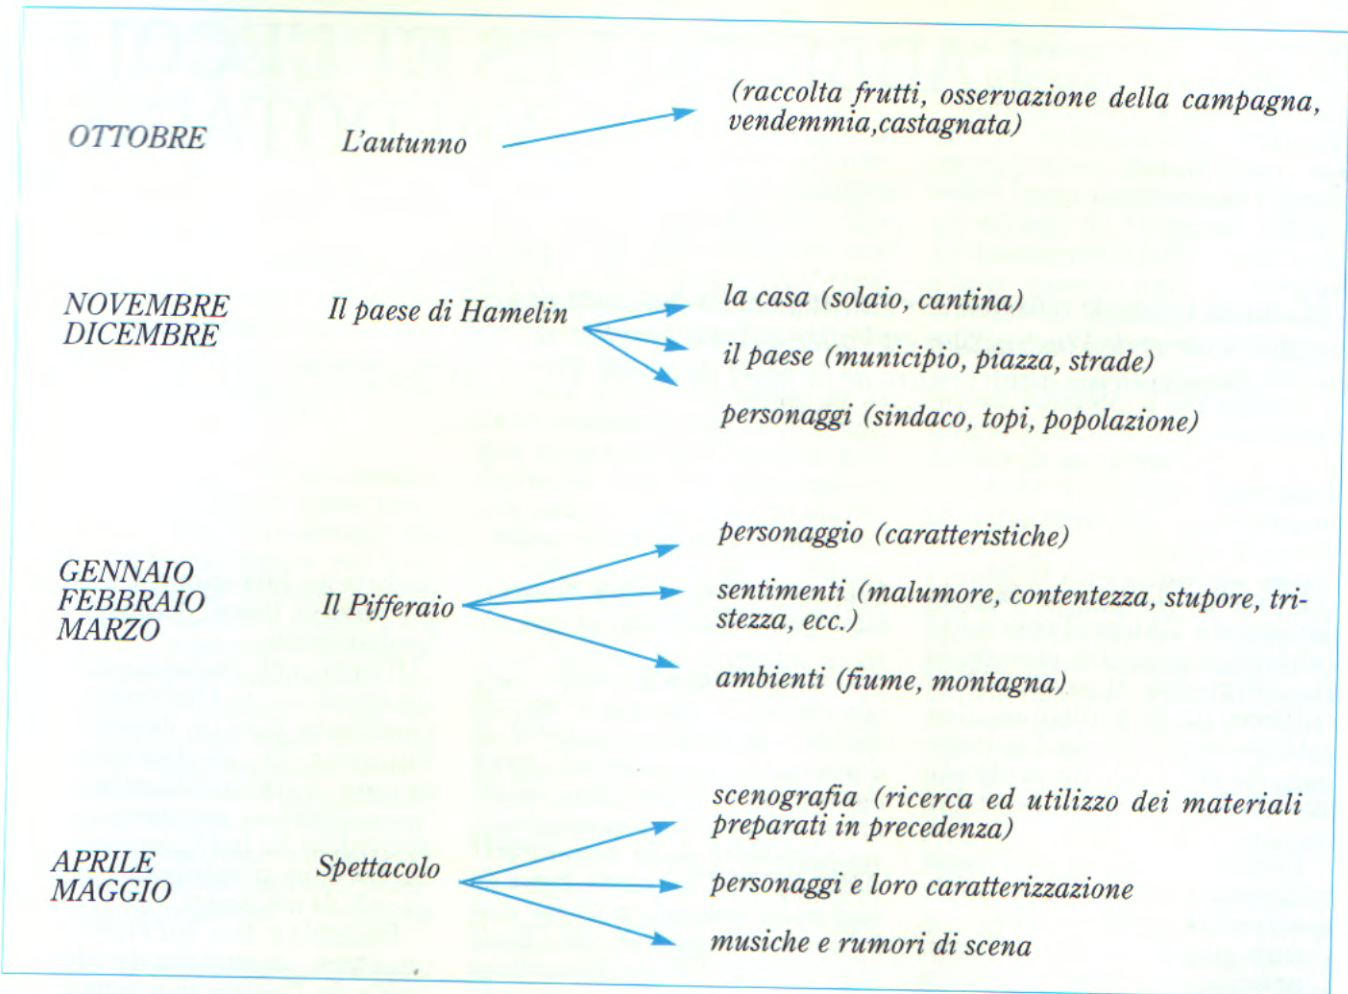 OTTOBRE
L'autunno
(raccolta frutti, osservazione della campagna,
vendemmia,castagnata)
NOVEMBRE
DICEMBRE
Il paese di Hamelin
la casa (solaio, cantina)
il paese (municipio, piazza, strade)
personaggi (sindaco, topi, popolazione)
GENNAIO
FEBBRAIO
MARZO
Il Pifferaio
personaggio (caratteristiche)
sentimenti (malumore, contentezza, stupore, tri-
stezza, ecc.)
ambienti (fiume, montagna)
APRILE
MAGGIO
Spettacolo
scenografia (ricerca ed utilizzo dei materiali
preparati in precedenza)
personaggi e loro caratterizzazione
musiche e rumori di scena